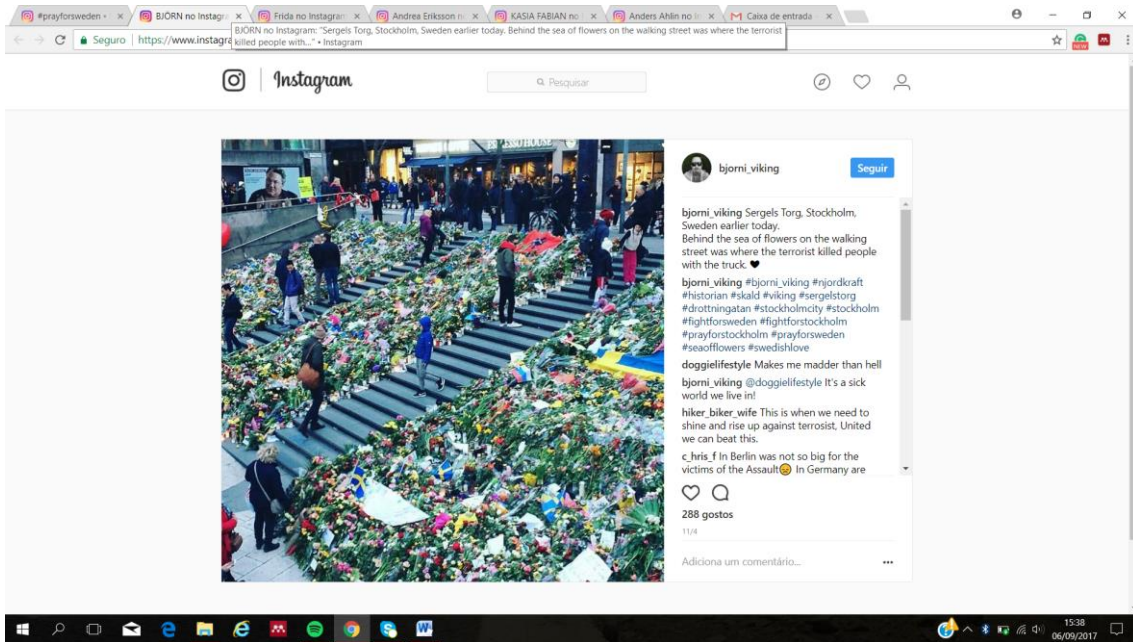 #prayforsweden •
BJÖRN no Instagra
Frida no Instagram
Andrea Eriksson no
KASIA FABIAN no I
Anders Ahlin no In
Caixa de entrada
Seguro
https://www.instagra
BJÖRN no Instagram: "Sergels Torg, Stockholm, Sweden earlier today. Behind the sea of flowers on the walking street was where the terrorist
killed people with..." • Instagram
NEW
Instagram
Pesquisar
ESPRESSO HOUSE
bjorni_viking
Seguir
bjorni_viking Sergels Torg, Stockholm,
Sweden earlier today.
Behind the sea of flowers on the walking
street was where the terrorist killed people
with the truck. 🖤
bjorni_viking #bjorni_viking #njordkraft
#historian #skald #viking #sergelstorg
#drottningatan #stockholmcity #stockholm
#fightforsweden #fightforstockholm
#prayforstockholm #prayforsweden
#seaofflowers #swedishlove
doggielifestyle Makes me madder than hell
bjorni_viking @doggielifestyle It's a sick
world we live in!
hiker_biker_wife This is when we need to
shine and rise up against terrosist, United
we can beat this.
c_hris_f In Berlin was not so big for the
victims of the Assault😖 In Germany are
288 gostos
11/4
Adiciona um comentário...
15:38
06/09/2017